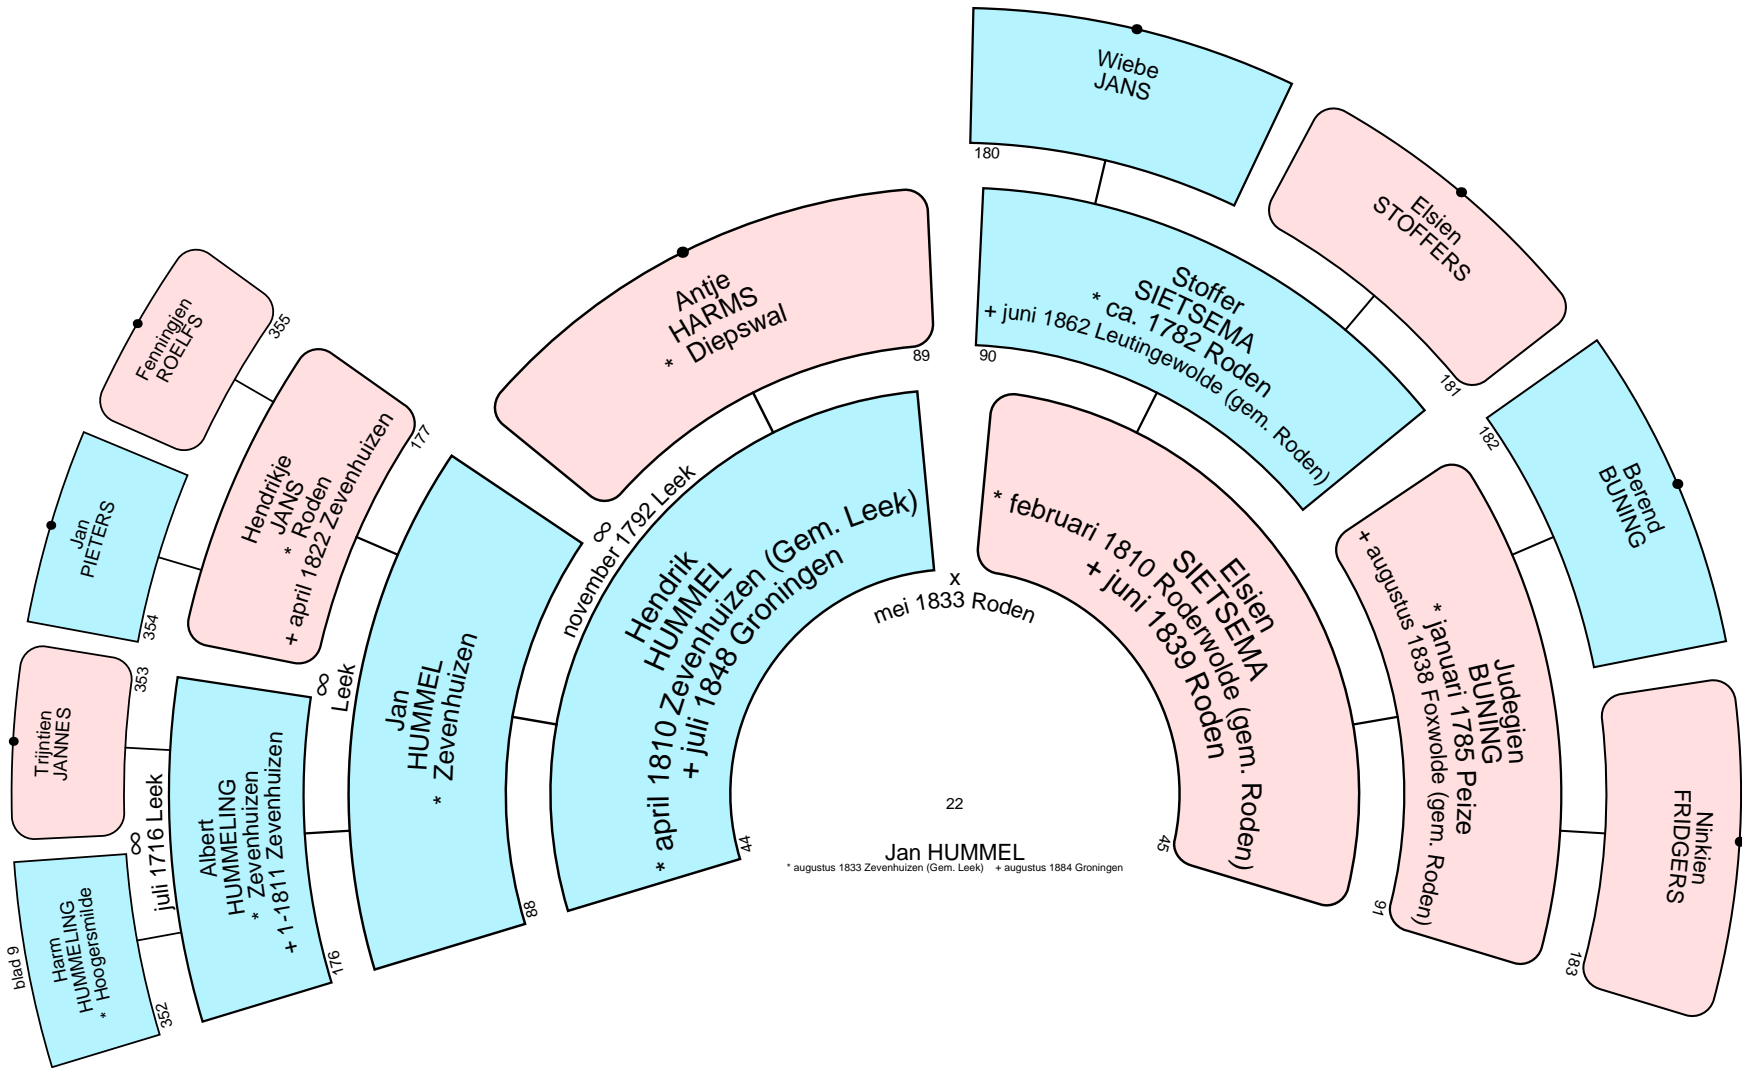 Wiebe
JANS
180
Elsien
STOFFERS
181
Stoffer
SIETSEMA
* ca. 1782 Roden
+ juni 1862 Leutingewolde (gem. Roden)
90
Berend
BUNING
182
Ninkien
FRIDGERS
183
Judegien
BUNING
* januari 1785 Peize
+ augustus 1838 Foxwolde (gem. Roden)
91
Elsien
SIETSEMA
* februari 1810 Roderwolde (gem. Roden)
+ juni 1839 Roden
45
Antje
HARMS
* Diepswal
89
Fenningjen
ROELFS
355
Jan
PIETERS
354
Hendrikje
JANS
* Roden
+ april 1822 Zevenhuizen
177
Trijntien
JANNES
353
∞
juli 1716 Leek
Harm
HUMMELING
* Hoogersmilde
352
blad 9
Albert
HUMMELING
* Zevenhuizen
+ 1-1811 Zevenhuizen
176
∞
Leek
Jan
HUMMEL
* Zevenhuizen
88
∞
november 1792 Leek
Hendrik
HUMMEL
* april 1810 Zevenhuizen (Gem. Leek)
+ juli 1848 Groningen
44
x
mei 1833 Roden
22
Jan HUMMEL
* augustus 1833 Zevenhuizen (Gem. Leek) + augustus 1884 Groningen